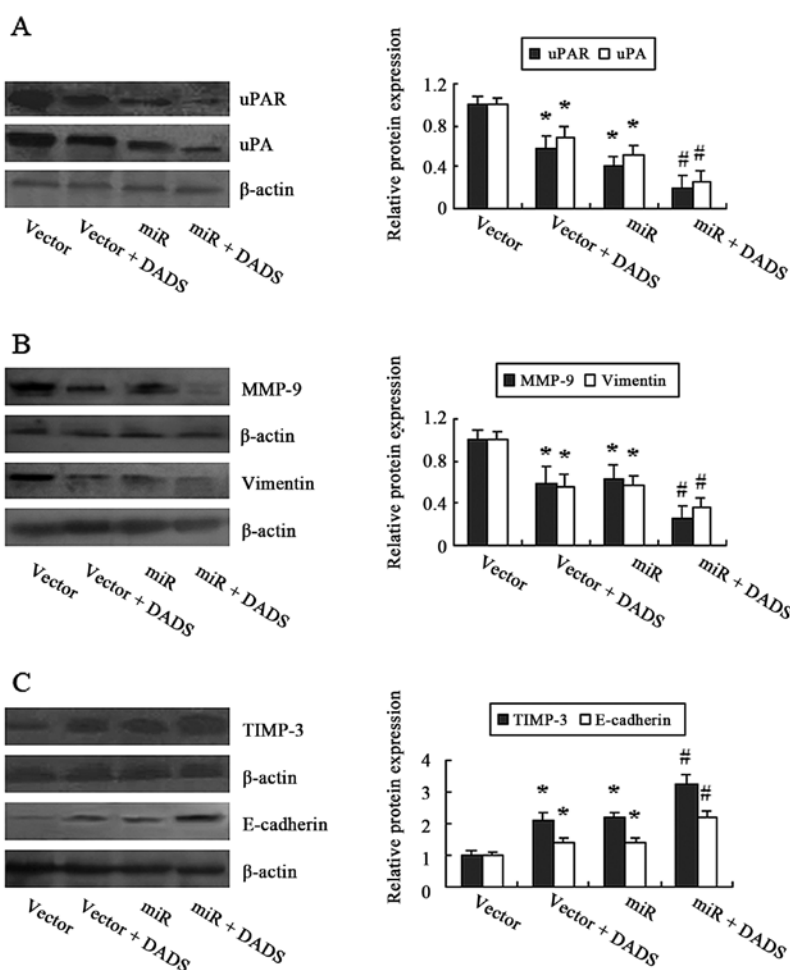 A
uPAR
uPA
β-actin
Vector
Vector + DADS
miR
miR + DADS
uPAR uPA
Relative protein expression
1.2
0.8
0.4
0
* * * * # #
Vector
Vector + DADS
miR
miR + DADS
B
MMP-9
β-actin
Vimentin
β-actin
Vector
Vector + DADS
miR
miR + DADS
MMP-9 Vimentin
Relative protein expression
1.2
0.8
0.4
0
* * * * # #
Vector
Vector + DADS
miR
miR + DADS
C
TIMP-3
β-actin
E-cadherin
β-actin
Vector
Vector + DADS
miR
miR + DADS
TIMP-3 E-cadherin
Relative protein expression
4
3
2
1
0
* * * * # #
Vector
Vector + DADS
miR
miR + DADS